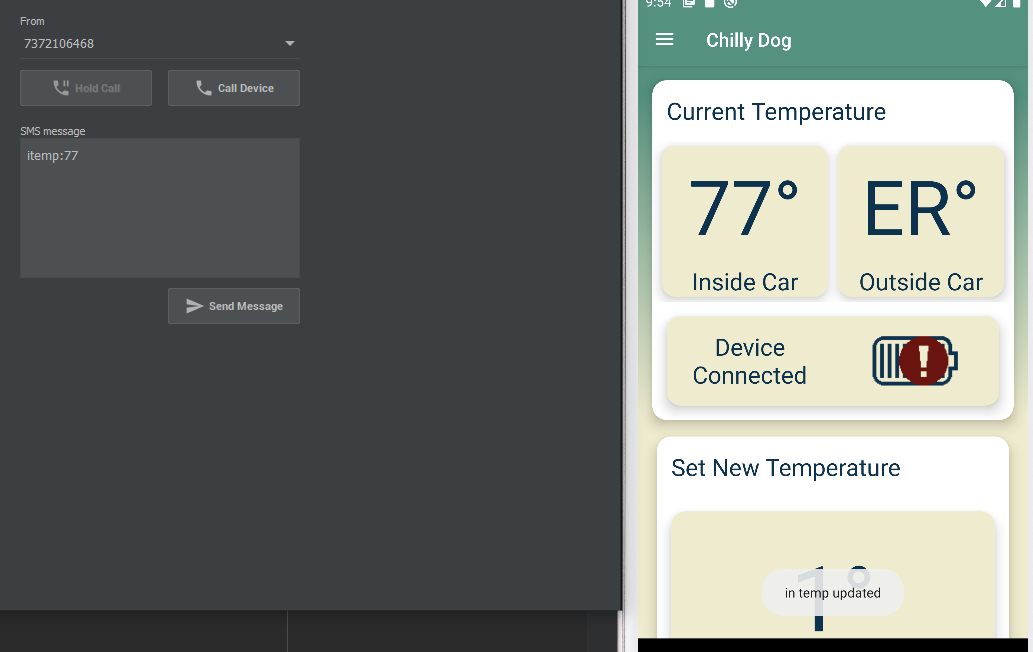 From
7372106468
Hold Call
Call Device
SMS message
itemp:77
Send Message
9:54
Chilly Dog
Current Temperature
77°
ER°
Inside Car
Outside Car
Device
Connected
!
Set New Temperature
1°
in temp updated